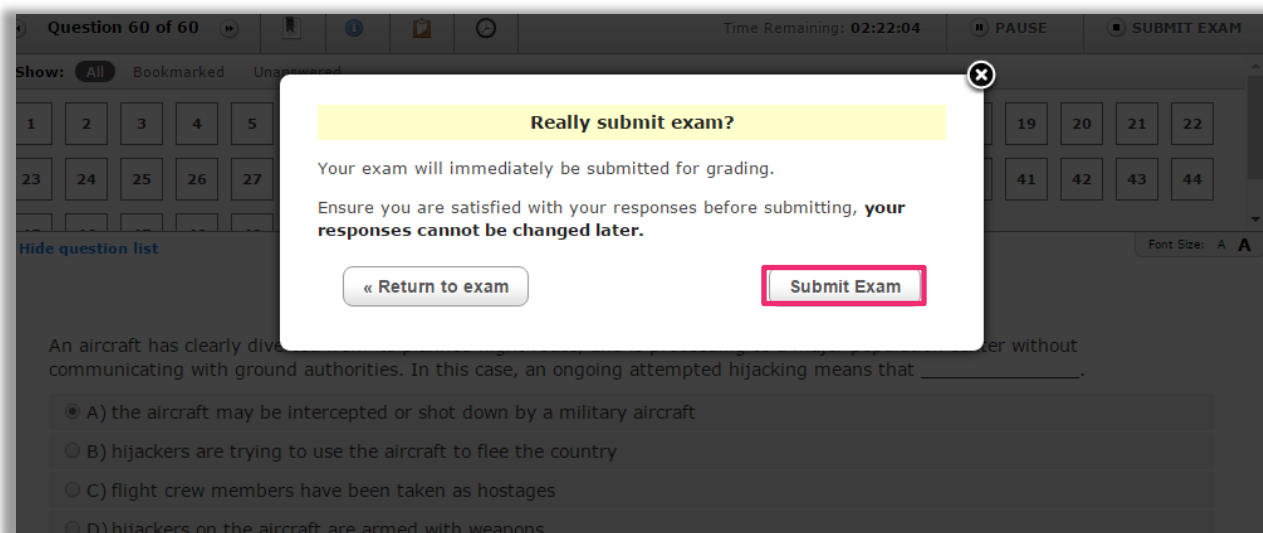 Question 60 of 60
Time Remaining: 02:22:04
PAUSE
SUBMIT EXAM
Show: All Bookmarked Unanswered
1 2 3 4 5 19 20 21 22
23 24 25 26 27 41 42 43 44
Really submit exam?
Your exam will immediately be submitted for grading.
Ensure you are satisfied with your responses before submitting, your
responses cannot be changed later.
« Return to exam
Submit Exam
Hide question list
Font Size: A A
An aircraft has clearly without
communicating with ground authorities. In this case, an ongoing attempted hijacking means that ________________.
A) the aircraft may be intercepted or shot down by a military aircraft
B) hijackers are trying to use the aircraft to flee the country
C) flight crew members have been taken as hostages
D) hijackers on the aircraft are armed with weapons